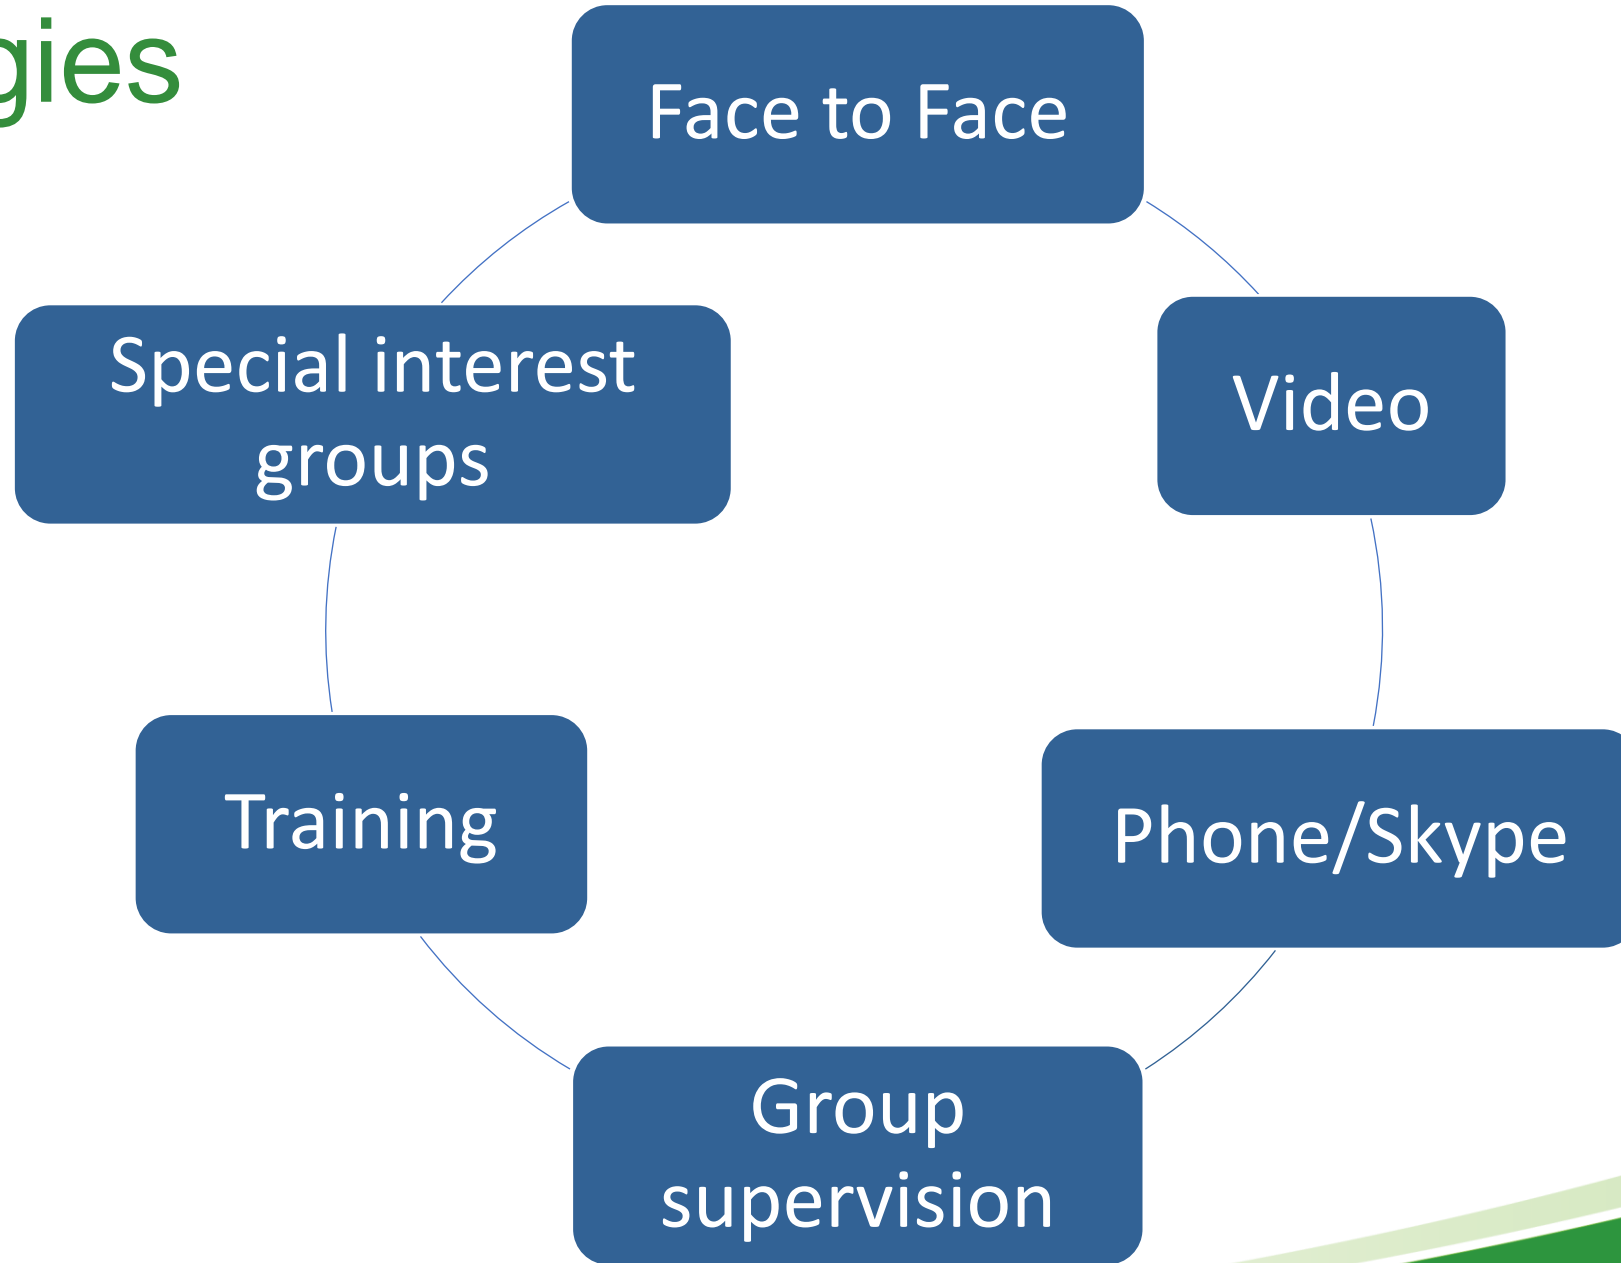 gies
Face to Face
Video
Phone/Skype
Group
supervision
Training
Special interest
groups